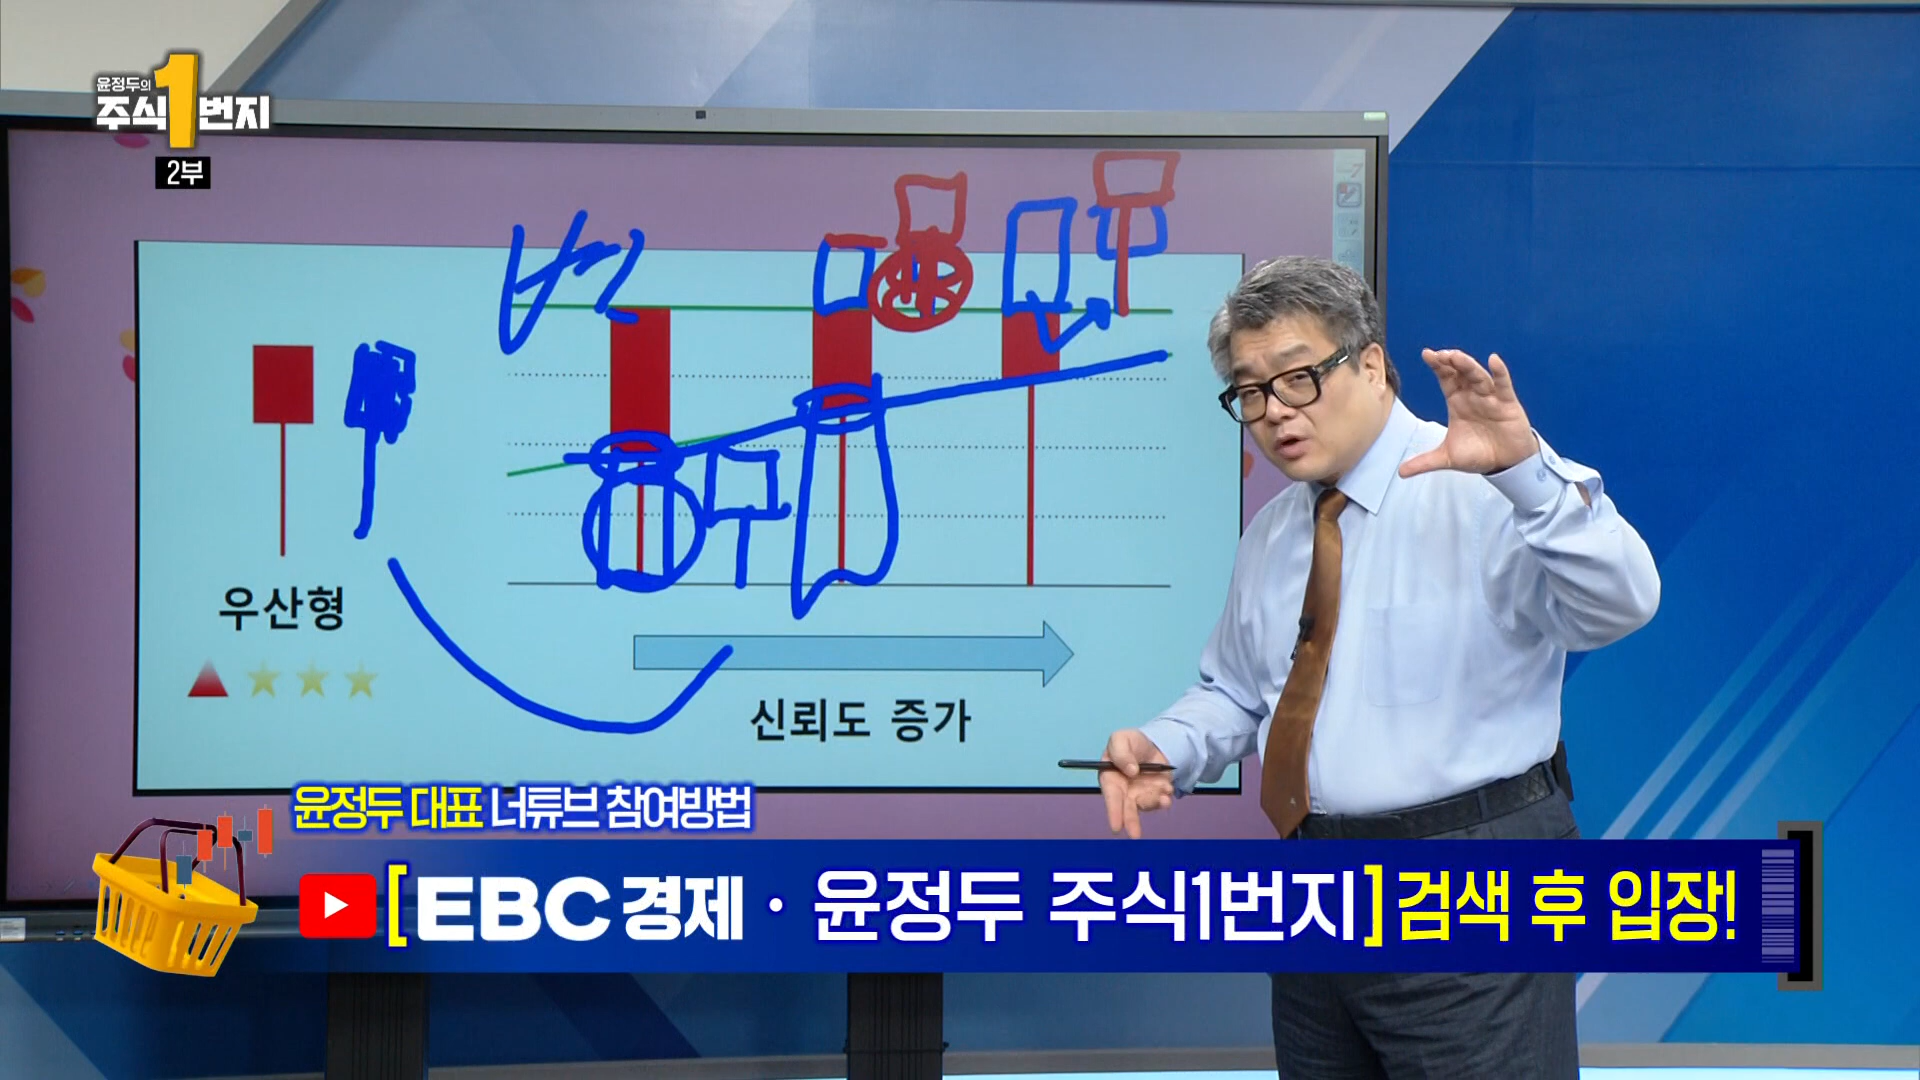 윤정두의
주식1번지
2부
우산형
신뢰도 증가
윤정두 대표 너튜브 참여방법
[EBC경제 · 윤정두 주식1번지] 검색 후 입장!